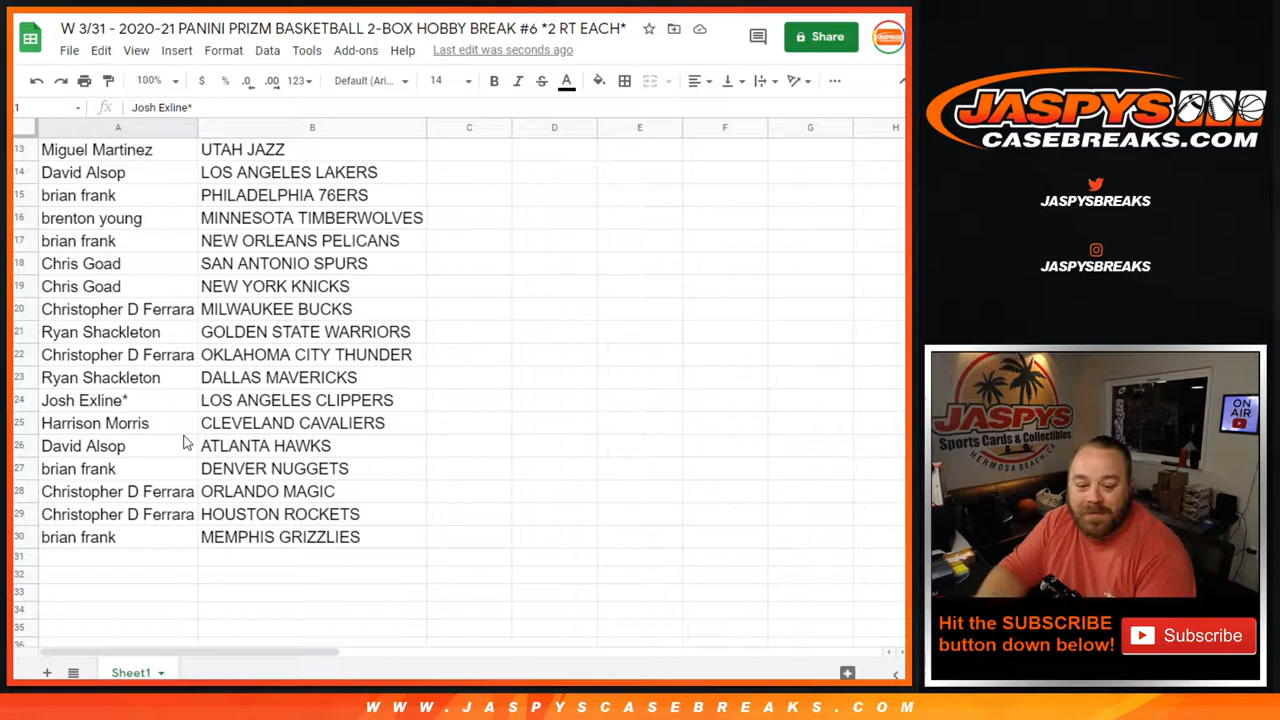 W 3/31 - 2020-21 PANINI PRIZM BASKETBALL 2-BOX HOBBY BREAK #6 *2 RT EACH*
File Edit View Insert Format Data Tools Add-ons Help Last edit was seconds ago
Share
100% $ % .0 .00 123 Default (Ari... 14 B I S A
1 fx Josh Exline*
A B C D E F G H
13 Miguel Martinez UTAH JAZZ
14 David Alsop LOS ANGELES LAKERS
15 brian frank PHILADELPHIA 76ERS
16 brenton young MINNESOTA TIMBERWOLVES
17 brian frank NEW ORLEANS PELICANS
18 Chris Goad SAN ANTONIO SPURS
19 Chris Goad NEW YORK KNICKS
20 Christopher D Ferrara MILWAUKEE BUCKS
21 Ryan Shackleton GOLDEN STATE WARRIORS
22 Christopher D Ferrara OKLAHOMA CITY THUNDER
23 Ryan Shackleton DALLAS MAVERICKS
24 Josh Exline* LOS ANGELES CLIPPERS
25 Harrison Morris CLEVELAND CAVALIERS
26 David Alsop ATLANTA HAWKS
27 brian frank DENVER NUGGETS
28 Christopher D Ferrara ORLANDO MAGIC
29 Christopher D Ferrara HOUSTON ROCKETS
30 brian frank MEMPHIS GRIZZLIES
31
32
33
34
35
36
Sheet1
JASPYS
CASEBREAKS.COM
JASPYSBREAKS
JASPYSBREAKS
JASPYS
Sports Cards & Collectibles
HERMOSA BEACH, CA
ON
AIR
Hit the SUBSCRIBE
button down below!
Subscribe
WWW.JASPYSCASEBREAKS.COM